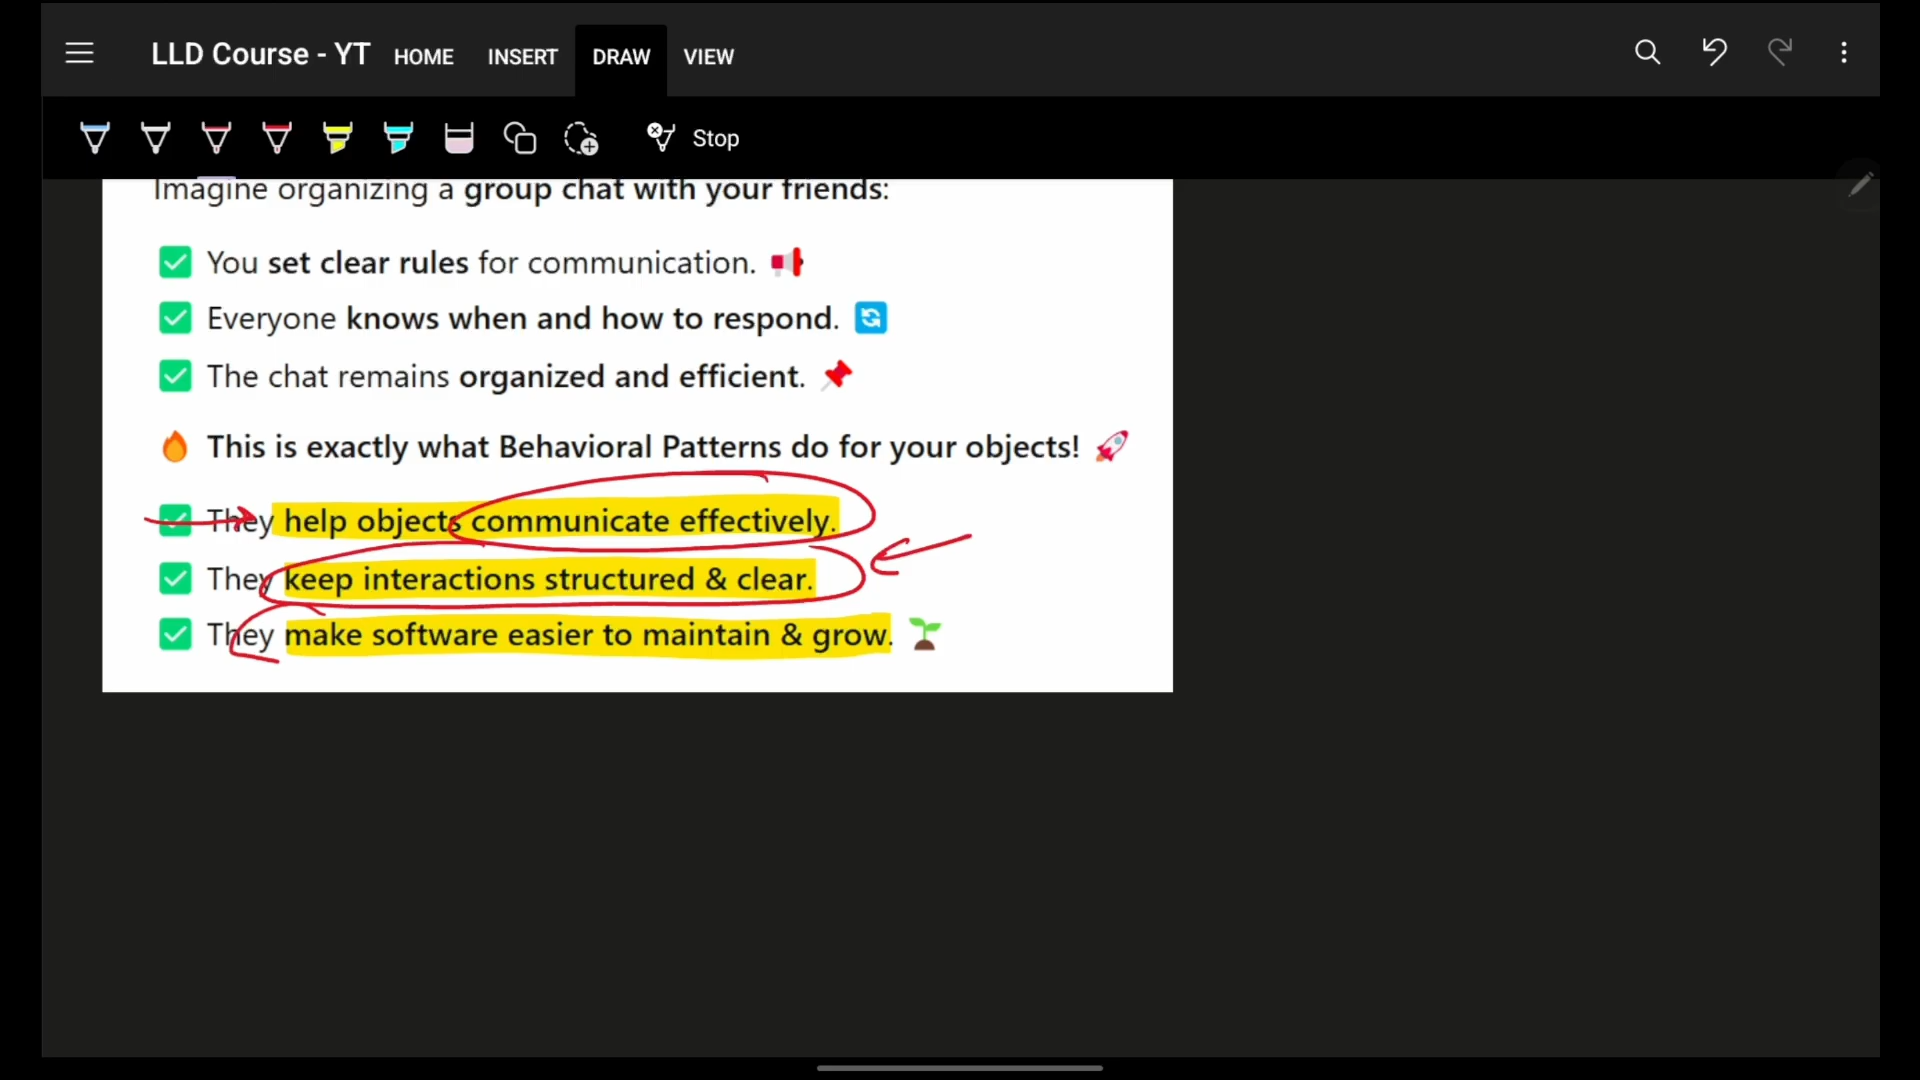 LLD Course - YT HOME INSERT DRAW VIEW
Stop
Imagine organizing a group chat with your friends:
You set clear rules for communication.
Everyone knows when and how to respond.
The chat remains organized and efficient.
This is exactly what Behavioral Patterns do for your objects!
They help objects communicate effectively.
They keep interactions structured & clear.
They make software easier to maintain & grow.